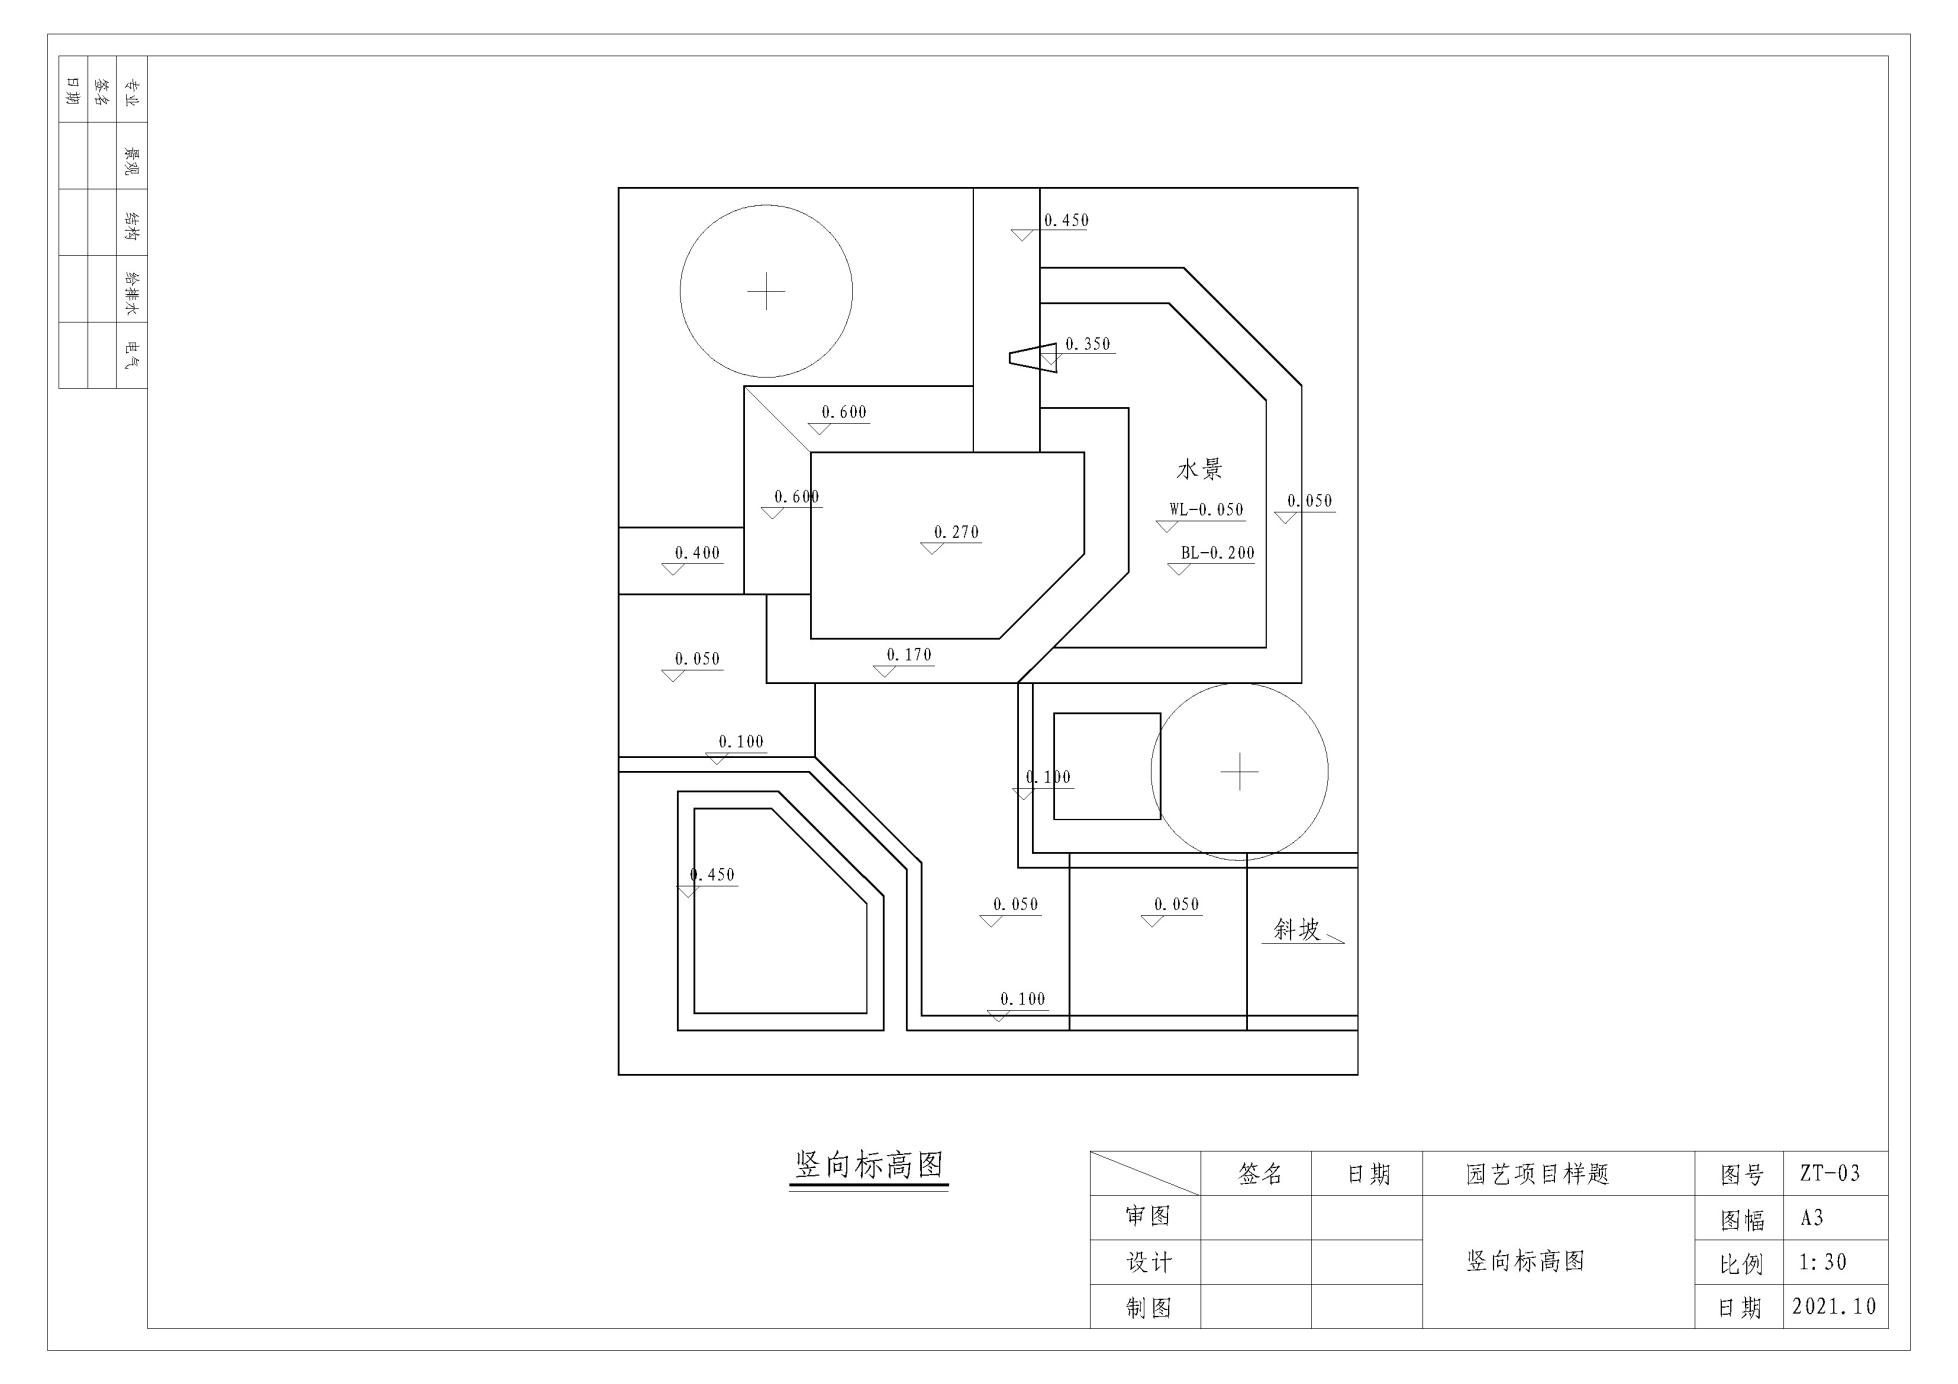 专业
签名
日期
景观
结构
给排水
电气
0.450
0.350
0.600
水景
0.600
0.050
WL-0.050
0.270
0.400
BL-0.200
0.050
0.170
0.100
0.100
0.450
0.050
0.050
斜坡
0.100
竖向标高图
签名 日期 园艺项目样题 图号 ZT-03
审图 图幅 A3
设计 竖向标高图 比例 1:30
制图 日期 2021.10